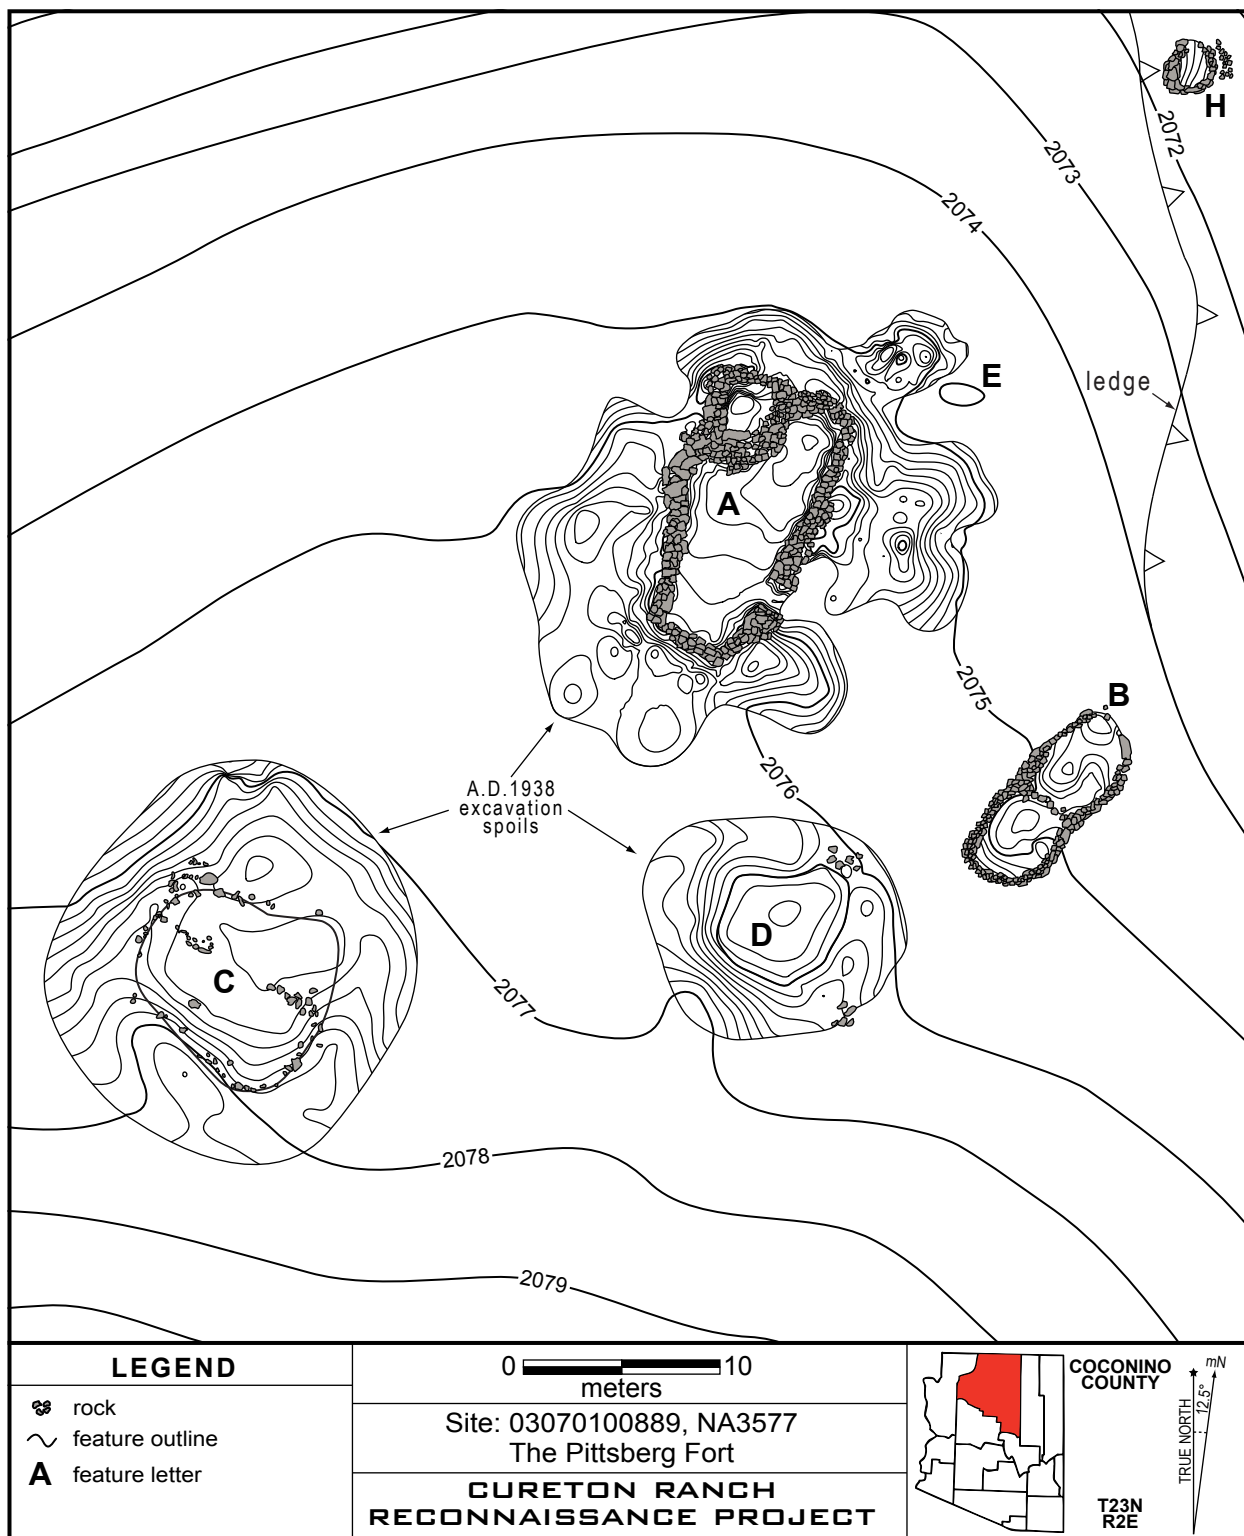 H
2072
2073
2074
E
ledge
A
B
2075
2076
A.D.1938
excavation
spoils
D
C
2077
2078
2079
LEGEND
rock
feature outline
A feature letter
0 10
meters
Site: 03070100889, NA3577
The Pittsberg Fort
CURETON RANCH
RECONNAISSANCE PROJECT
COCONINO
COUNTY
T23N
R2E
mN
TRUE NORTH
12.5°